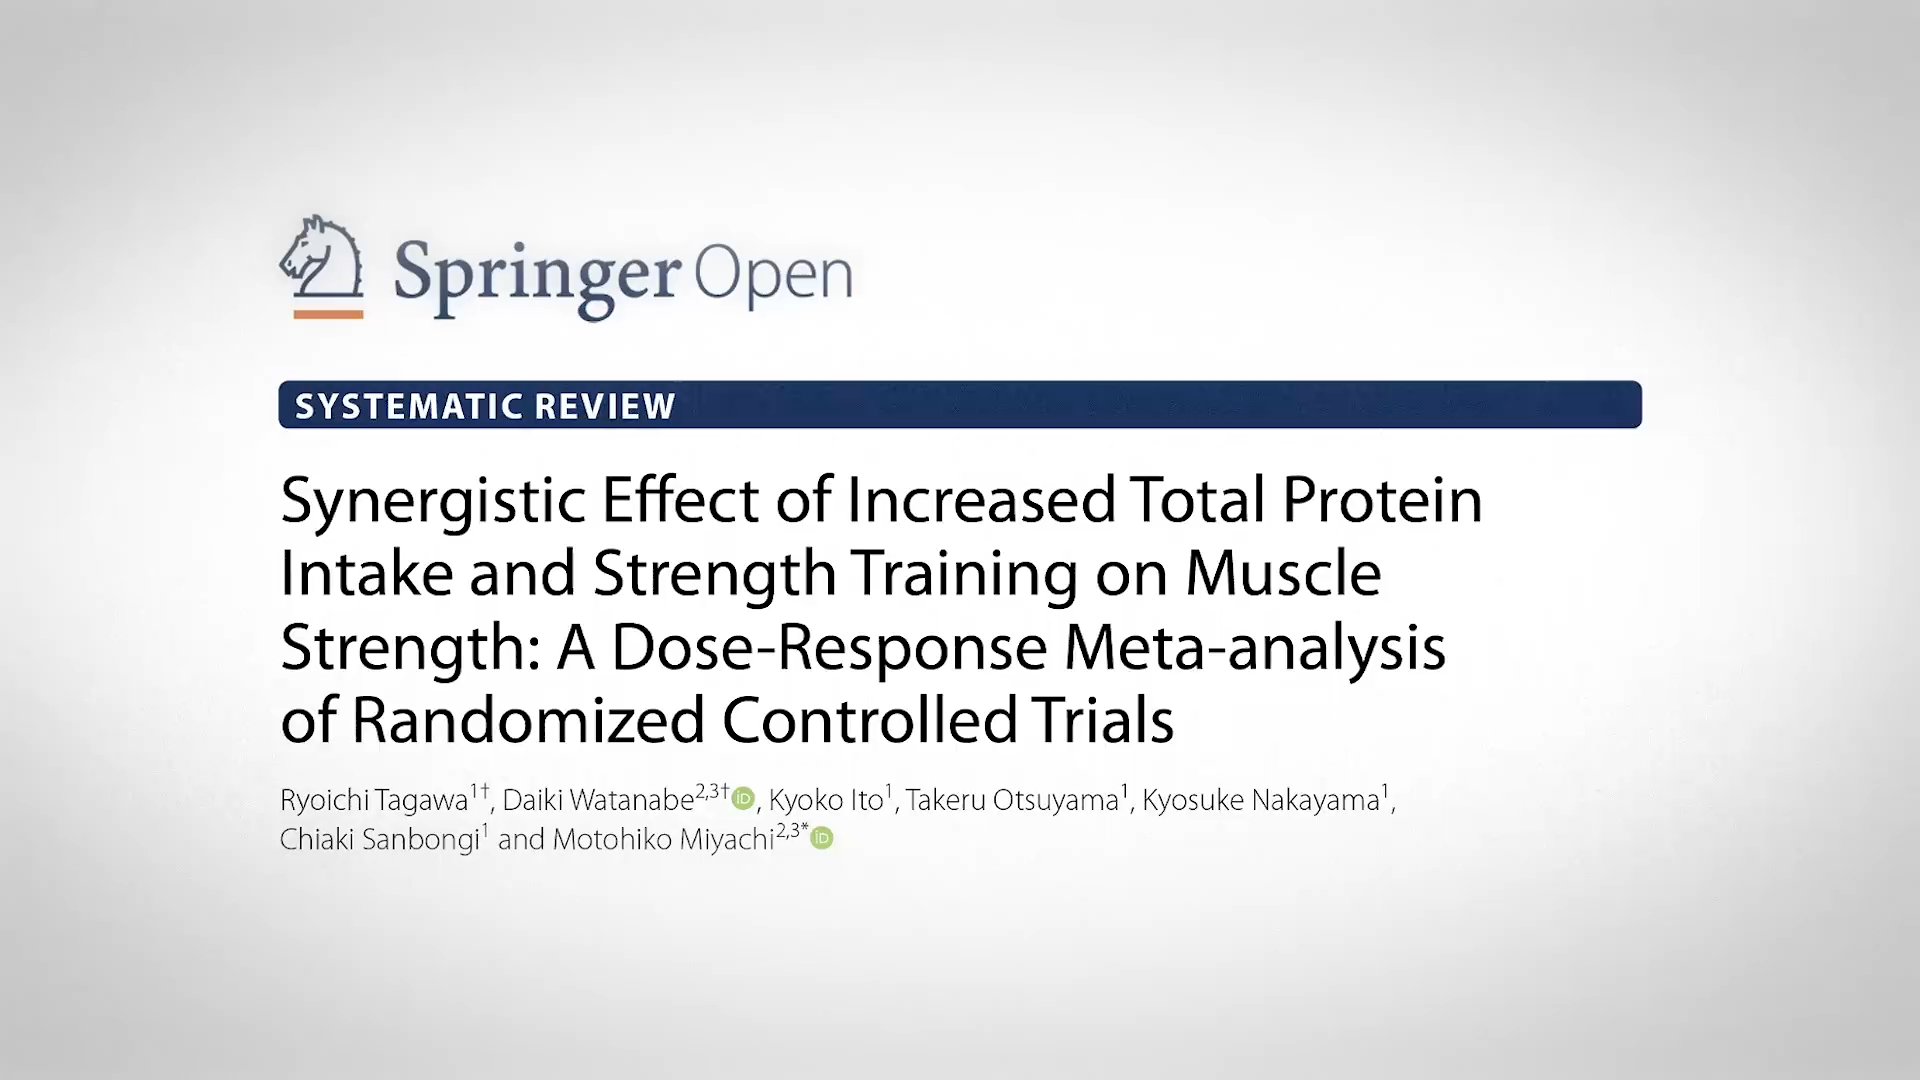 Springer Open
SYSTEMATIC REVIEW
Synergistic Effect of Increased Total Protein
Intake and Strength Training on Muscle
Strength: A Dose-Response Meta-analysis
of Randomized Controlled Trials
Ryoichi Tagawa1†, Daiki Watanabe2,3† iD, Kyoko Ito1, Takeru Otsuyama1, Kyosuke Nakayama1,
Chiaki Sanbongi1 and Motohiko Miyachi2,3* iD